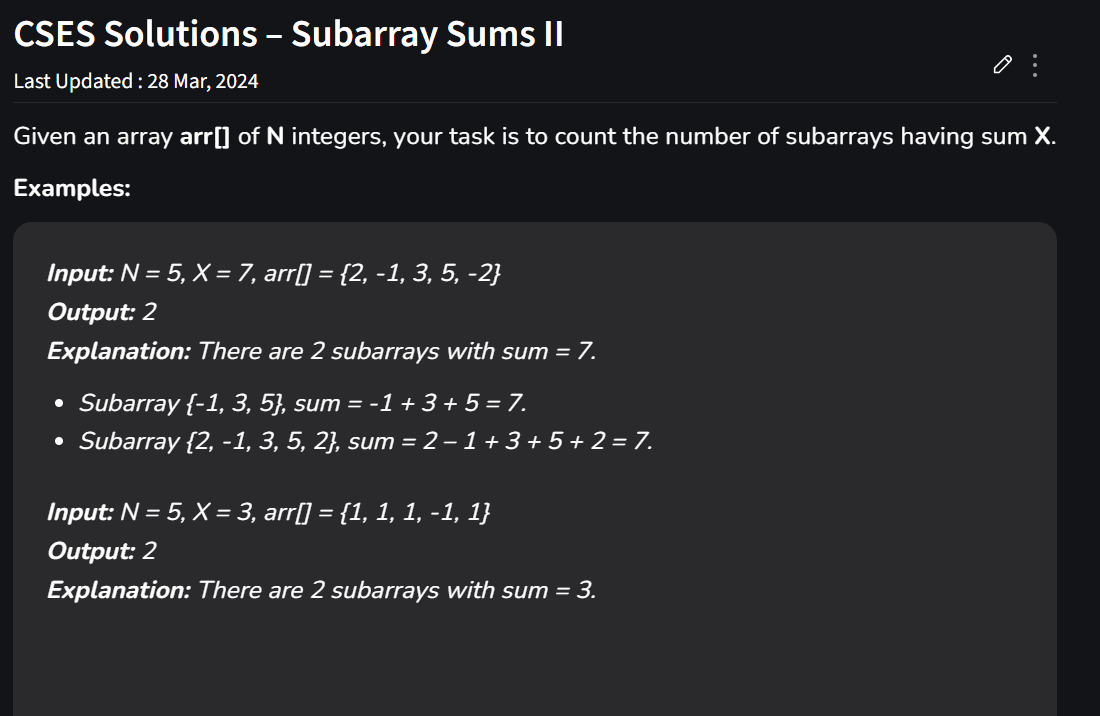 CSES Solutions – Subarray Sums II
Last Updated : 28 Mar, 2024
Given an array arr[] of N integers, your task is to count the number of subarrays having sum X.
Examples:
Input: N = 5, X = 7, arr[] = {2, -1, 3, 5, -2}
Output: 2
Explanation: There are 2 subarrays with sum = 7.
• Subarray {-1, 3, 5}, sum = -1 + 3 + 5 = 7.
• Subarray {2, -1, 3, 5, 2}, sum = 2 – 1 + 3 + 5 + 2 = 7.
Input: N = 5, X = 3, arr[] = {1, 1, 1, -1, 1}
Output: 2
Explanation: There are 2 subarrays with sum = 3.